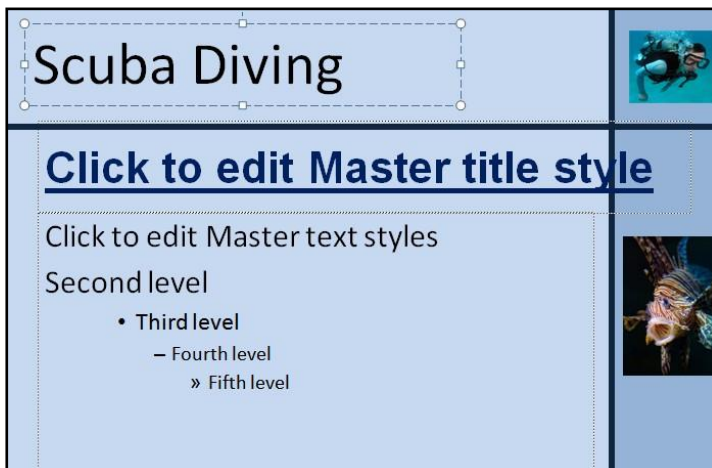 Scuba Diving
Click to edit Master title style
Click to edit Master text styles
Second level
• Third level
– Fourth level
» Fifth level